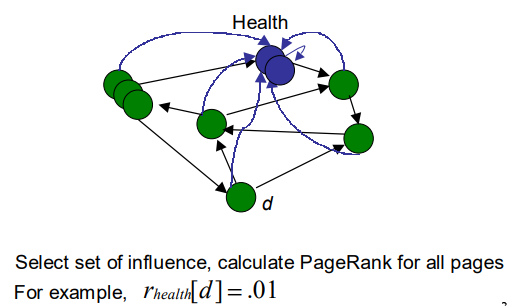 Health
d
Select set of influence, calculate PageRank for all pages
For example, r_health[d] = .01